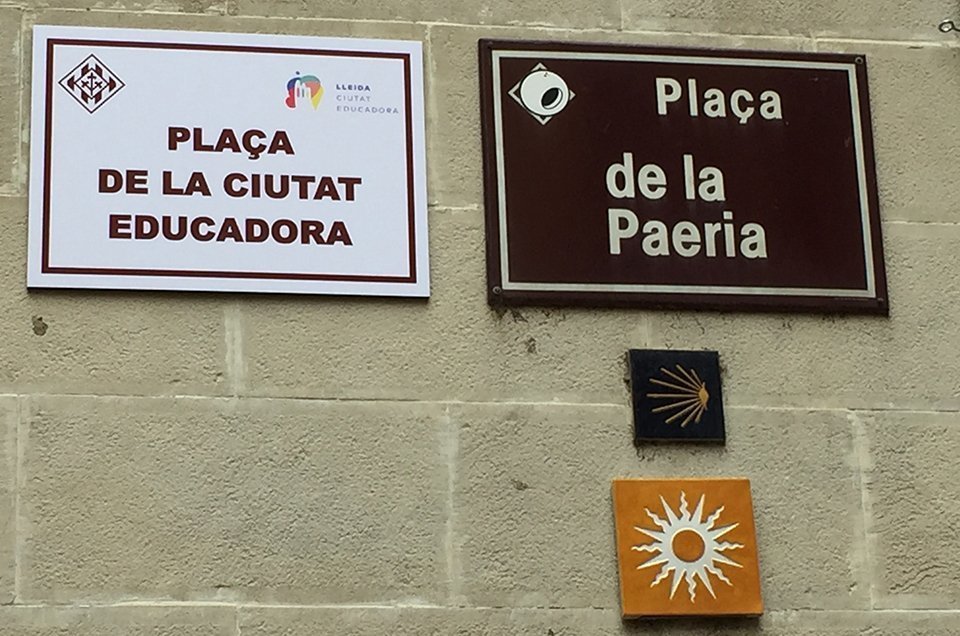 LLEIDA
CIUTAT
EDUCADORA
PLAÇA
DE LA CIUTAT
EDUCADORA
Plaça
de la
Paeria